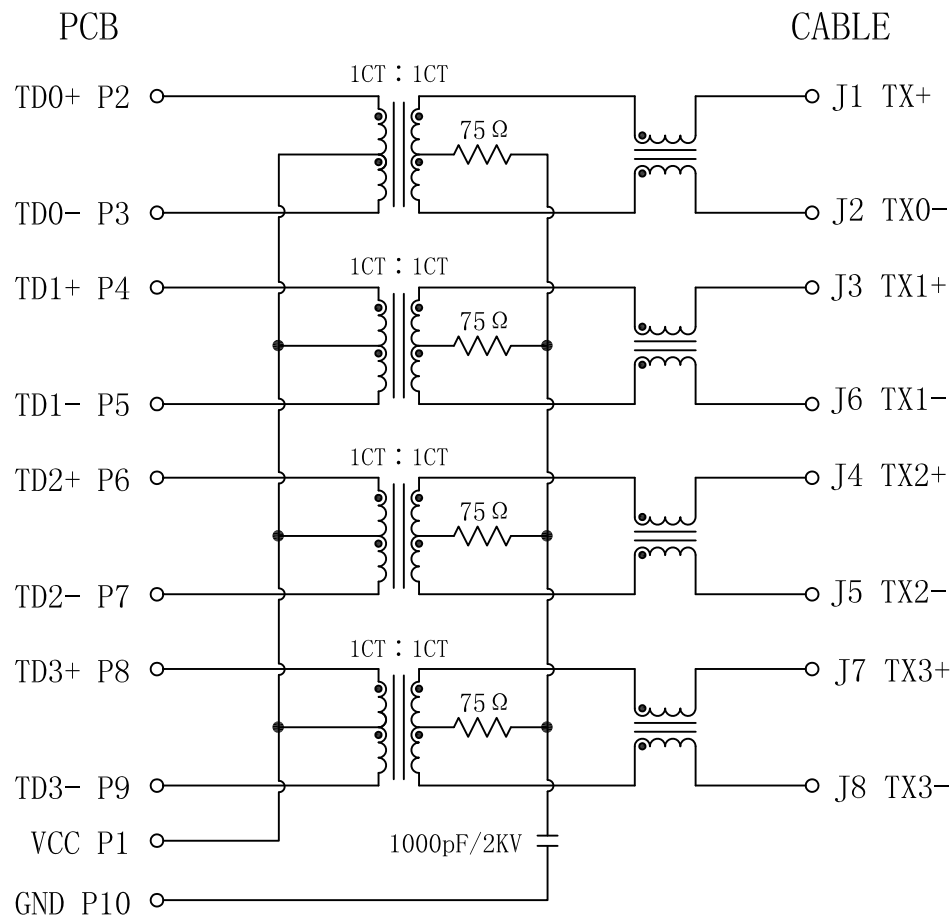 PCB CABLE
1CT：1CT
TD0+ P2 J1 TX+
75Ω
TD0- P3 J2 TX0-
1CT：1CT
TD1+ P4 J3 TX1+
75Ω
TD1- P5 J6 TX1-
1CT：1CT
TD2+ P6 J4 TX2+
75Ω
TD2- P7 J5 TX2-
1CT：1CT
TD3+ P8 J7 TX3+
75Ω
TD3- P9 J8 TX3-
VCC P1 1000pF/2KV
GND P10